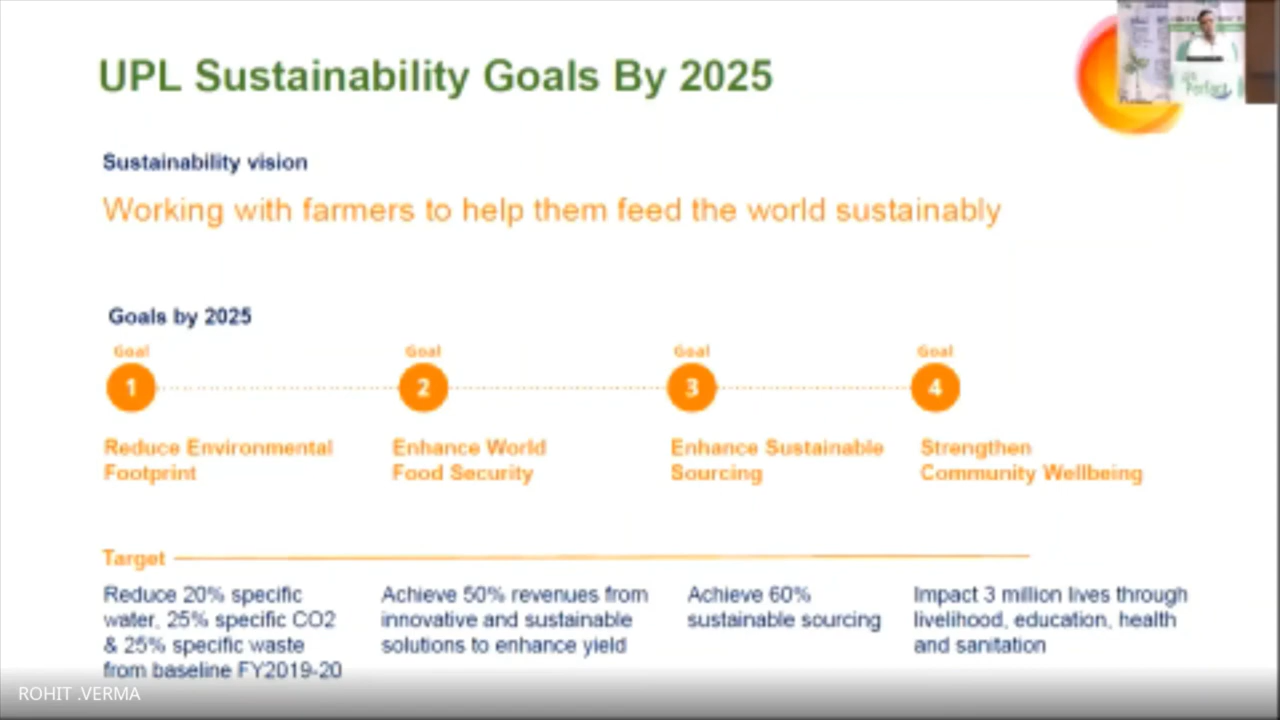 UPL Sustainability Goals By 2025
Sustainability vision
Working with farmers to help them feed the world sustainably
Goals by 2025
Goal
1
Reduce Environmental
Footprint
Goal
2
Enhance World
Food Security
Goal
3
Enhance Sustainable
Sourcing
Goal
4
Strengthen
Community Wellbeing
Target
Reduce 20% specific
water, 25% specific CO2
& 25% specific waste
from baseline FY2019-20
Achieve 50% revenues from
innovative and sustainable
solutions to enhance yield
Achieve 60%
sustainable sourcing
Impact 3 million lives through
livelihood, education, health
and sanitation
ROHIT .VERMA